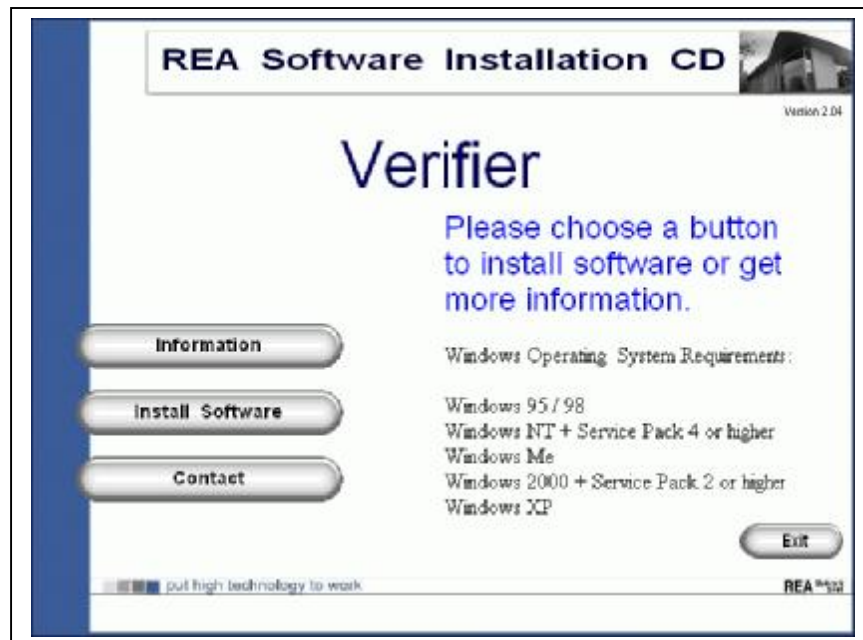 REA Software Installation CD
Version 2.04
Verifier
Please choose a button
to install software or get
more information.
Information
Install Software
Contact
Windows Operating System Requirements:
Windows 95 / 98
Windows NT + Service Pack 4 or higher
Windows Me
Windows 2000 + Service Pack 2 or higher
Windows XP
Exit
put high technology to work
REA